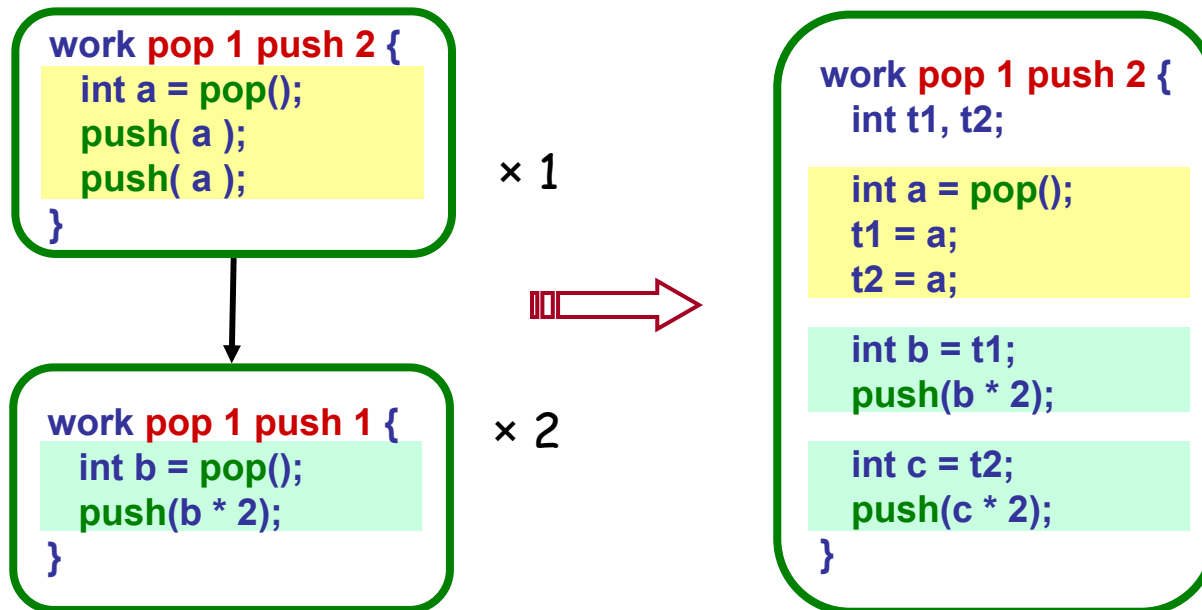 work pop 1 push 2 {
int a = pop();
push( a );
push( a );
}
× 1
work pop 1 push 1 {
int b = pop();
push(b * 2);
}
× 2
work pop 1 push 2 {
int t1, t2;
int a = pop();
t1 = a;
t2 = a;
int b = t1;
push(b * 2);
int c = t2;
push(c * 2);
}